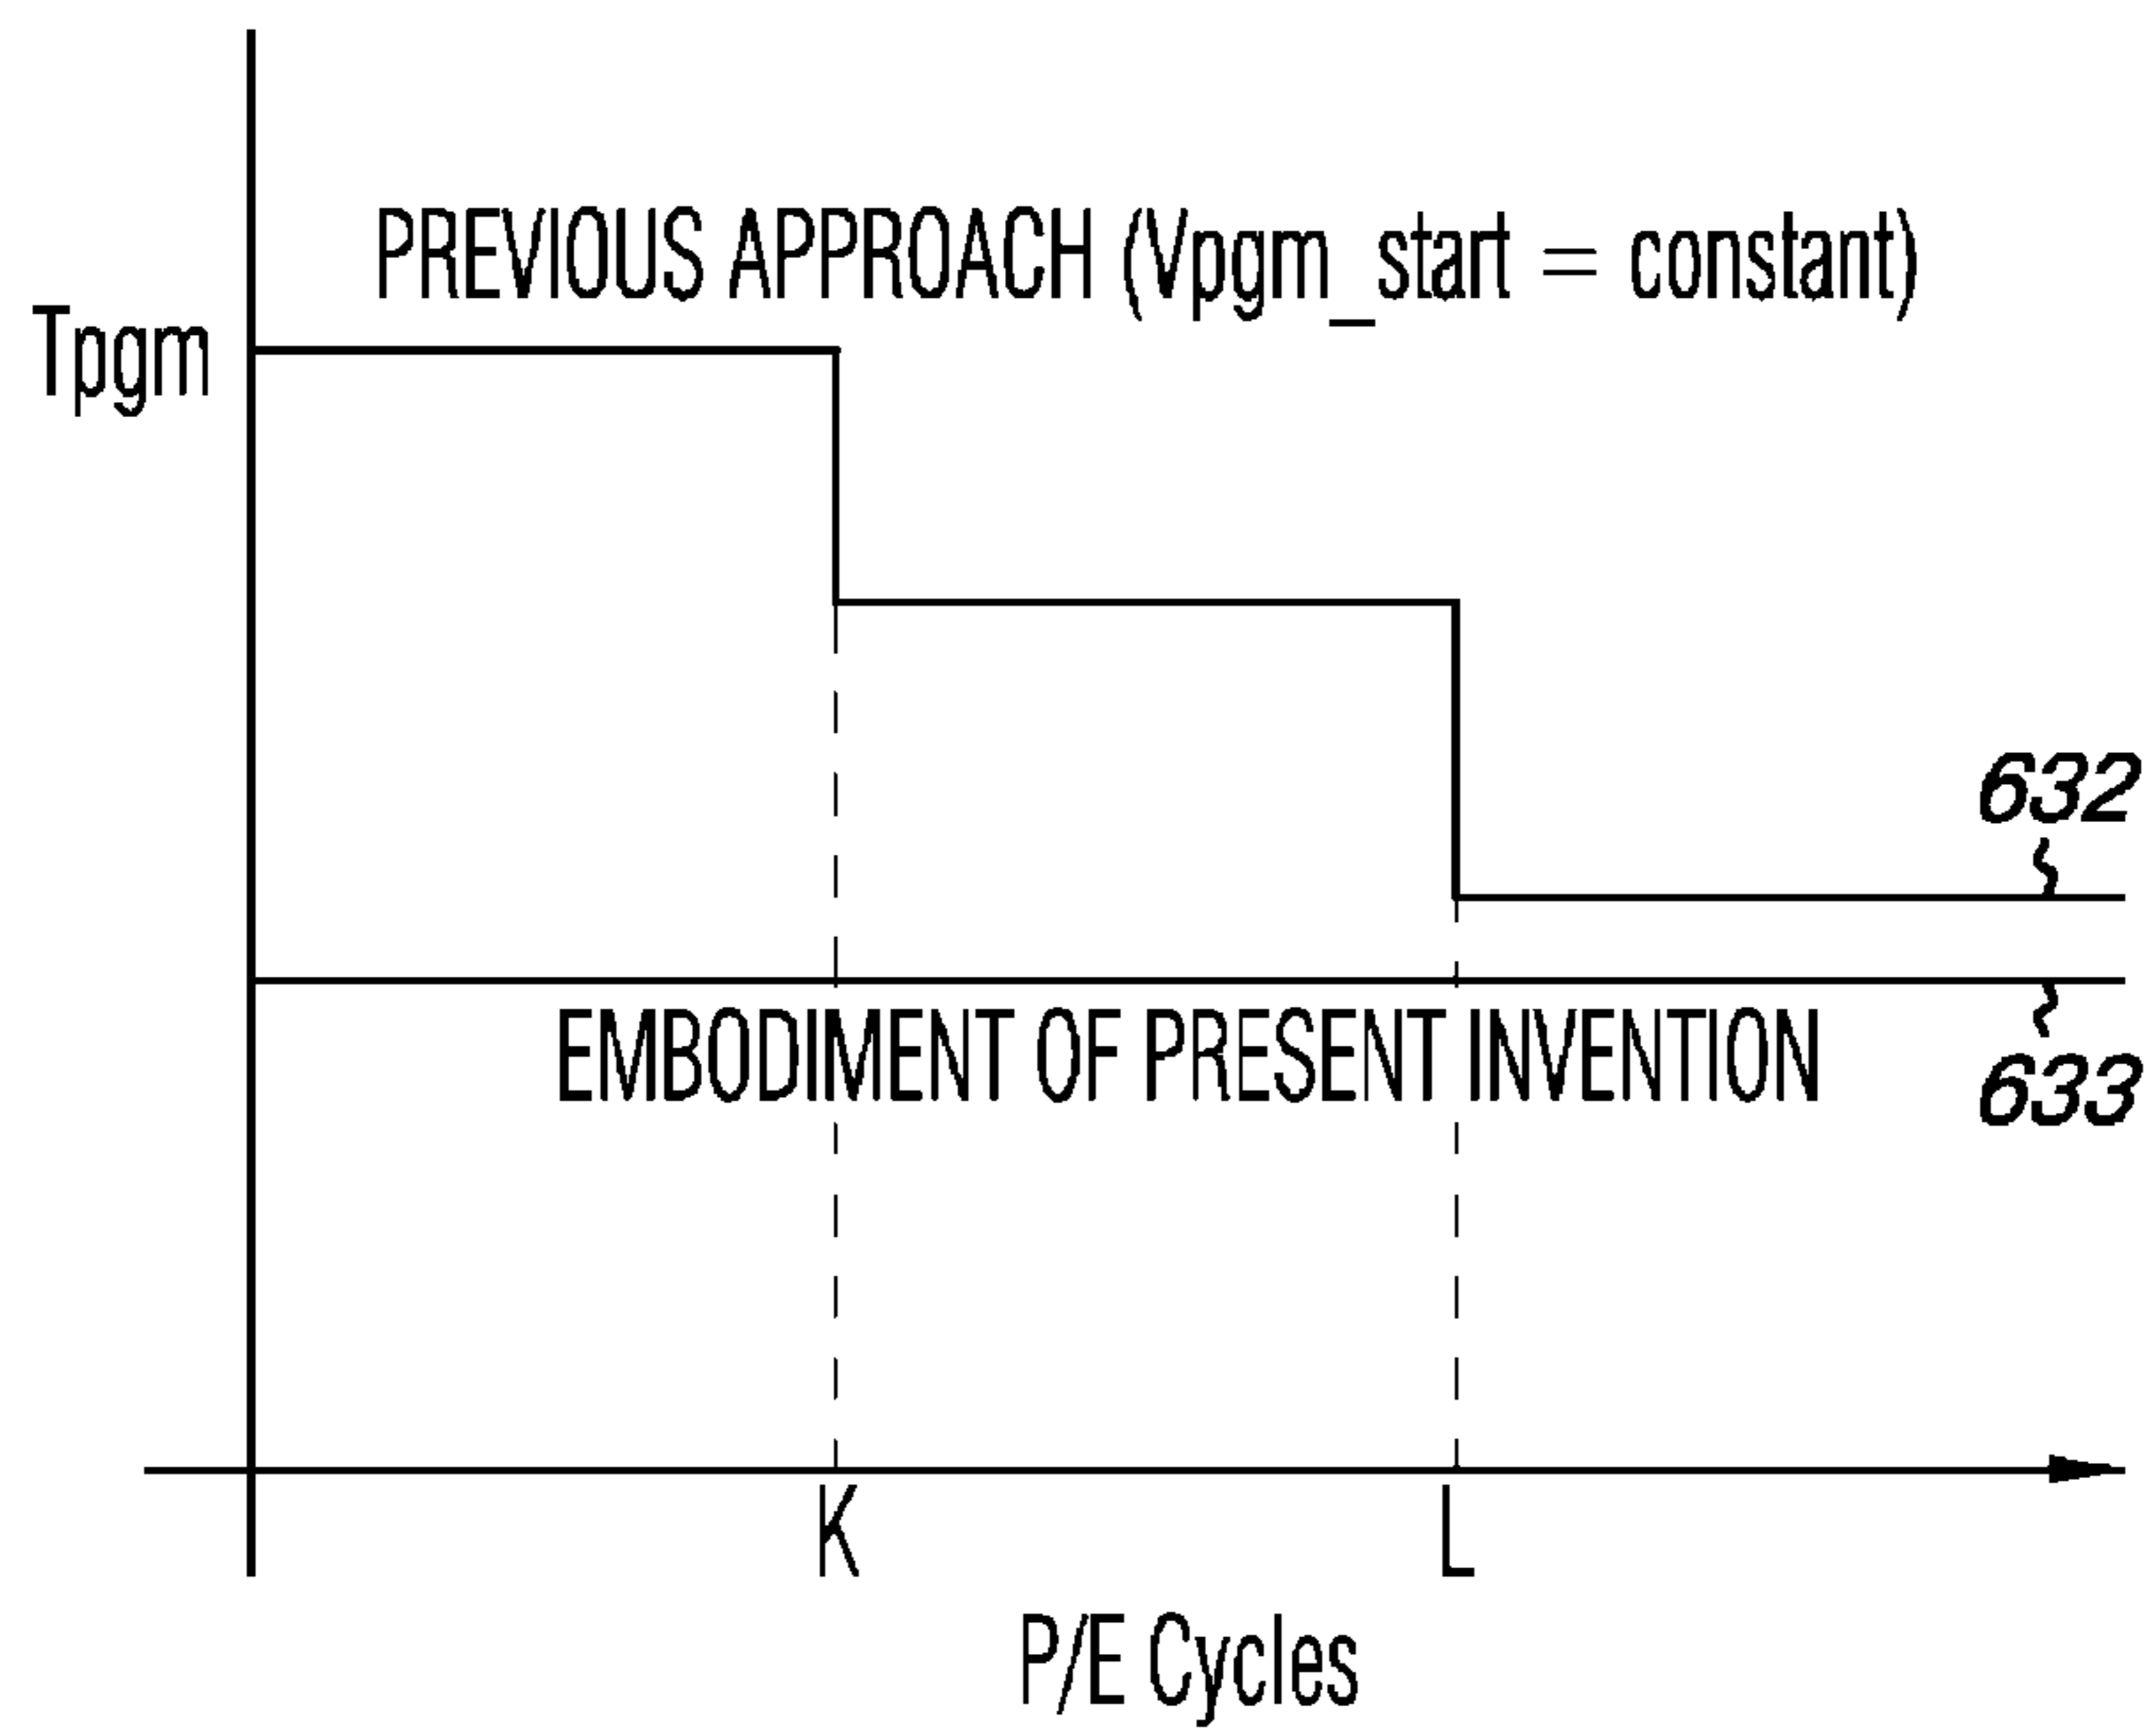 PREVIOUS APPROACH (Vpgm_start = constant)
Tpgm
632
EMBODIMENT OF PRESENT INVENTION
633
K
L
P/E Cycles